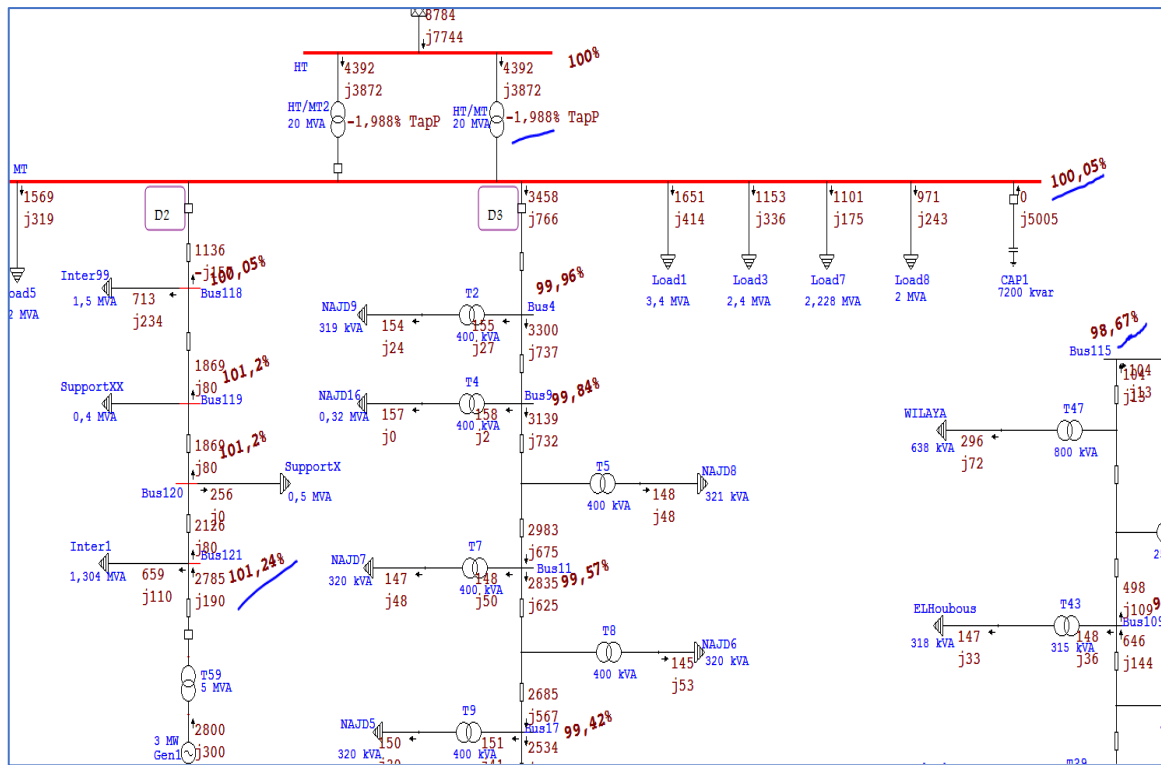 8784
j7744
HT
100%
4392
j3872
4392
j3872
HT/MT2
20 MVA
-1,988% TapP
HT/MT
20 MVA
-1,988% TapP
MT
100,05%
1569
j319
D2
D3
3458
j766
1651
j414
1153
j336
1101
j175
971
j243
0
j5005
oad5
2 MVA
Load1
3,4 MVA
Load3
2,4 MVA
Load7
2,228 MVA
Load8
2 MVA
CAP1
7200 kvar
1136
100,05%
Inter99
1,5 MVA
713
j234
Bus118
1869
j80
101,2%
SupportXX
0,4 MVA
Bus119
1869
j80
101,2%
SupportX
0,5 MVA
Bus120
256
j0
2126
j80
Inter1
1,304 MVA
659
j110
Bus121
2785
j190
101,24%
T59
5 MVA
2800
j300
3 MW
Gen1
99,96%
NAJD9
319 kVA
154
j24
T2
400 kVA
155
j27
Bus4
3300
j737
99,84%
NAJD16
0,32 MVA
157
j0
T4
400 kVA
158
j2
Bus9
3139
j732
T5
400 kVA
148
j48
NAJD8
321 kVA
2983
j675
NAJD7
320 kVA
147
j48
T7
400 kVA
148
j50
Bus11
2835
j625
99,57%
T8
400 kVA
145
j53
NAJD6
320 kVA
2685
j567
99,42%
NAJD5
320 kVA
150
T9
400 kVA
151
Bus17
2534
98,67%
Bus115
104
j13
104
j13
WILAYA
638 kVA
296
j72
T47
800 kVA
498
j109
ELHoubous
318 kVA
147
j33
T43
315 kVA
148
j36
Bus109
646
j144